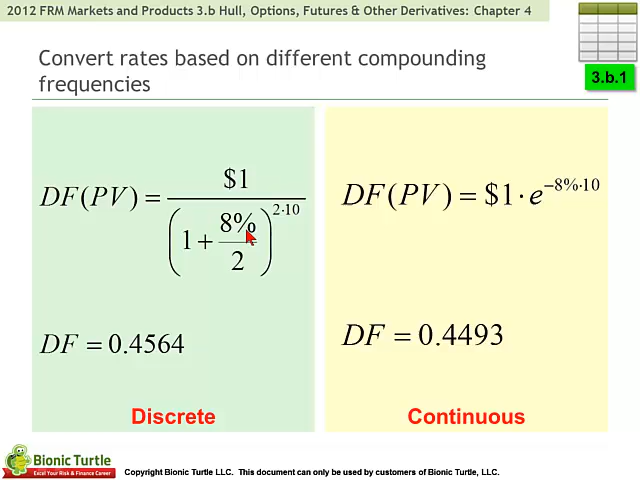 2012 FRM Markets and Products 3.b Hull, Options, Futures & Other Derivatives: Chapter 4
Convert rates based on different compounding
frequencies
3.b.1
DF(PV) = $1 / (1 + 8%/2)^2·10
DF = 0.4564
Discrete
DF(PV) = $1 · e^−8%·10
DF = 0.4493
Continuous
Bionic Turtle
Excel Your Risk & Finance Career
Copyright Bionic Turtle LLC. This document can only be used by customers of Bionic Turtle, LLC.